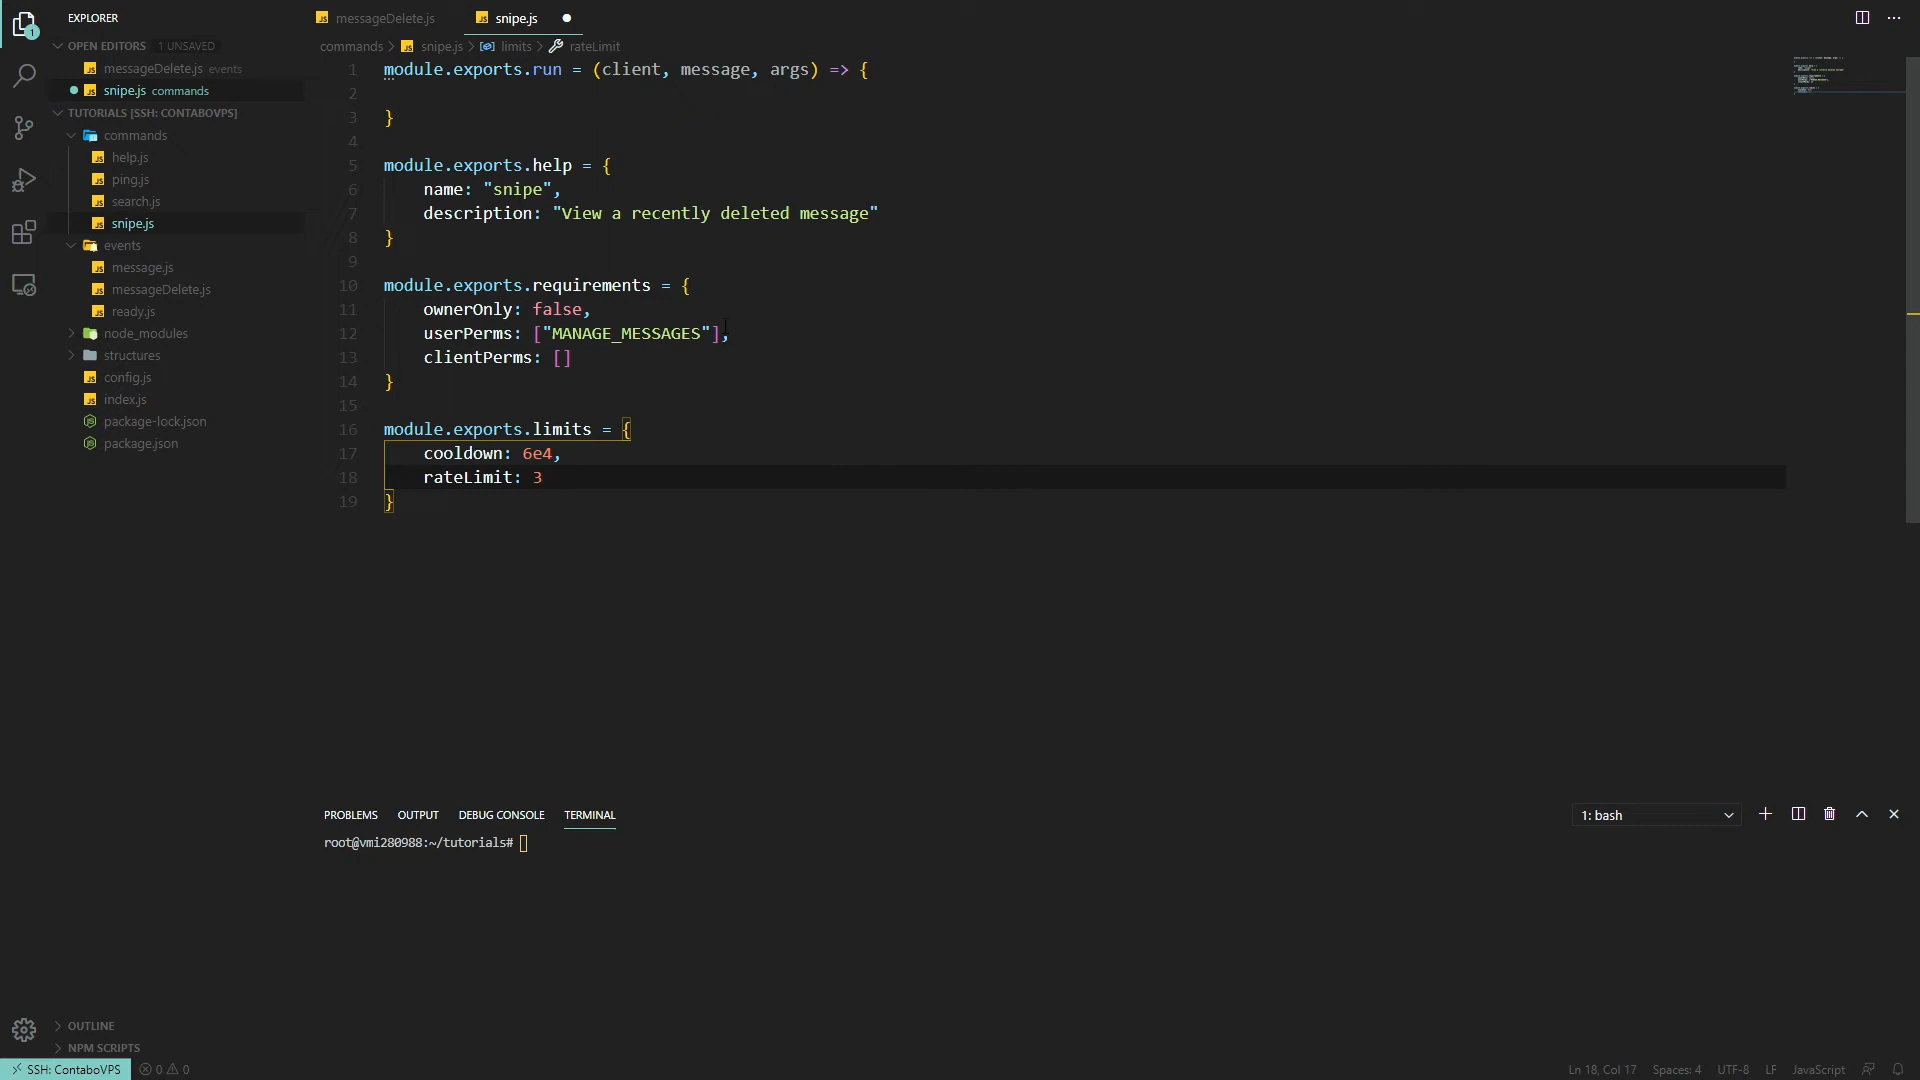 EXPLORER
OPEN EDITORS 1 UNSAVED
messageDelete.js events
snipe.js commands
TUTORIALS [SSH: CONTABOVPS]
commands
help.js
ping.js
search.js
snipe.js
events
message.js
messageDelete.js
ready.js
node_modules
structures
config.js
index.js
package-lock.json
package.json
OUTLINE
NPM SCRIPTS
messageDelete.js snipe.js
commands snipe.js limits rateLimit
1 module.exports.run = (client, message, args) => {
2
3 }
4
5 module.exports.help = {
6 name: "snipe",
7 description: "View a recently deleted message"
8 }
9
10 module.exports.requirements = {
11 ownerOnly: false,
12 userPerms: ["MANAGE_MESSAGES"],
13 clientPerms: []
14 }
15
16 module.exports.limits = {
17 cooldown: 6e4,
18 rateLimit: 3
19 }
PROBLEMS OUTPUT DEBUG CONSOLE TERMINAL 1: bash
root@vmi280988:~/tutorials#
SSH: ContaboVPS 0 0 Ln 18, Col 17 Spaces: 4 UTF-8 LF JavaScript